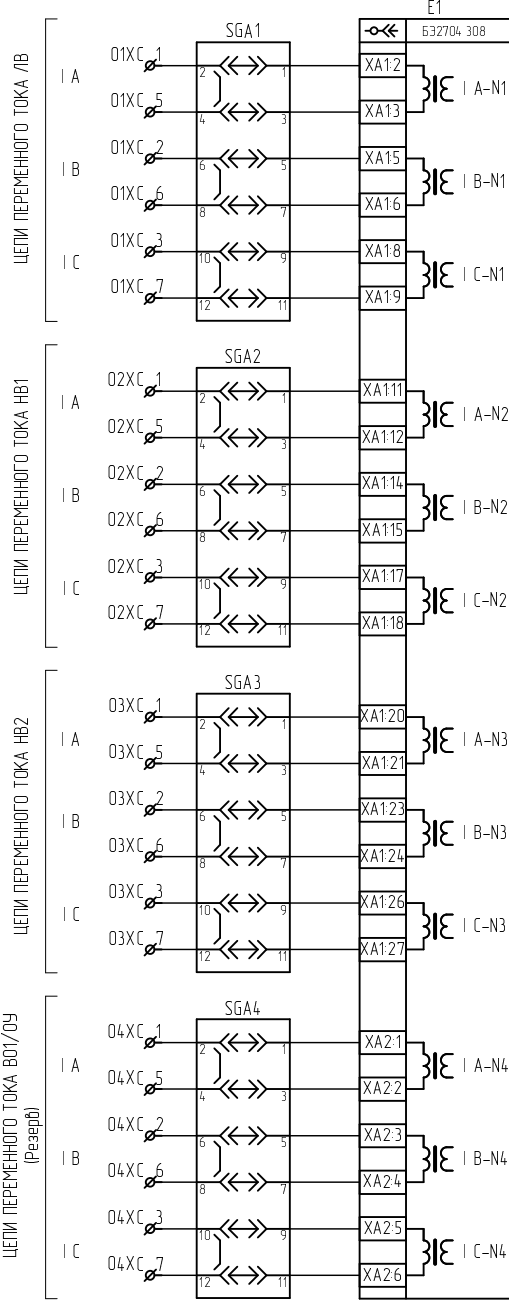 E1
БЭ2704 308
ЦЕПИ ПЕРЕМЕННОГО ТОКА ЛВ
SGA1
I A
01XC 1 2 1 XA1:2
I A-N1
01XC 5 4 3 XA1:3
I B
01XC 2 6 5 XA1:5
I B-N1
01XC 6 8 7 XA1:6
I C
01XC 3 10 9 XA1:8
I C-N1
01XC 7 12 11 XA1:9
ЦЕПИ ПЕРЕМЕННОГО ТОКА НВ1
SGA2
I A
02XC 1 2 1 XA1:11
I A-N2
02XC 5 4 3 XA1:12
I B
02XC 2 6 5 XA1:14
I B-N2
02XC 6 8 7 XA1:15
I C
02XC 3 10 9 XA1:17
I C-N2
02XC 7 12 11 XA1:18
ЦЕПИ ПЕРЕМЕННОГО ТОКА НВ2
SGA3
I A
03XC 1 2 1 XA1:20
I A-N3
03XC 5 4 3 XA1:21
I B
03XC 2 6 5 XA1:23
I B-N3
03XC 6 8 7 XA1:24
I C
03XC 3 10 9 XA1:26
I C-N3
03XC 7 12 11 XA1:27
ЦЕПИ ПЕРЕМЕННОГО ТОКА ВО1/ОУ
(Резерв)
SGA4
I A
04XC 1 2 1 XA2:1
I A-N4
04XC 5 4 3 XA2:2
I B
04XC 2 6 5 XA2:3
I B-N4
04XC 6 8 7 XA2:4
I C
04XC 3 10 9 XA2:5
I C-N4
04XC 7 12 11 XA2:6